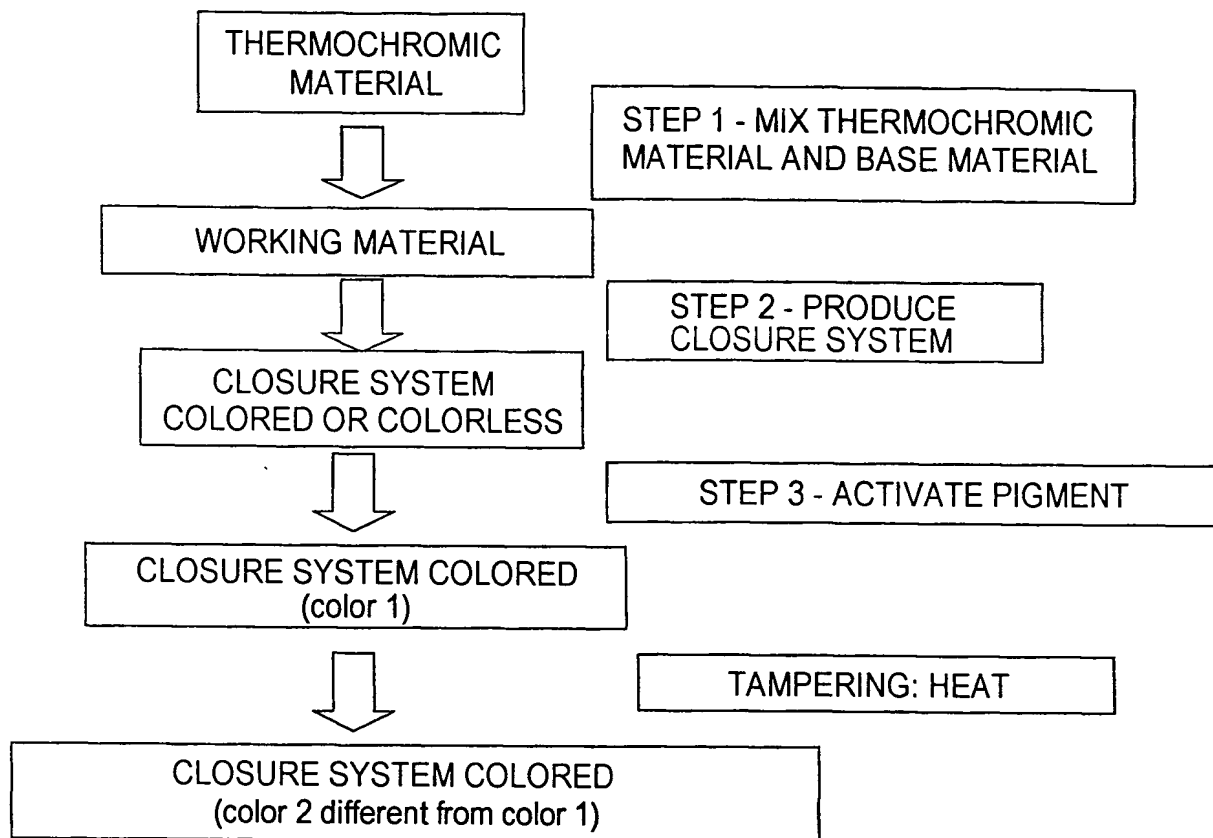 THERMOCHROMIC
MATERIAL
STEP 1 - MIX THERMOCHROMIC
MATERIAL AND BASE MATERIAL
WORKING MATERIAL
STEP 2 - PRODUCE
CLOSURE SYSTEM
CLOSURE SYSTEM
COLORED OR COLORLESS
STEP 3 - ACTIVATE PIGMENT
CLOSURE SYSTEM COLORED
(color 1)
TAMPERING: HEAT
CLOSURE SYSTEM COLORED
(color 2 different from color 1)